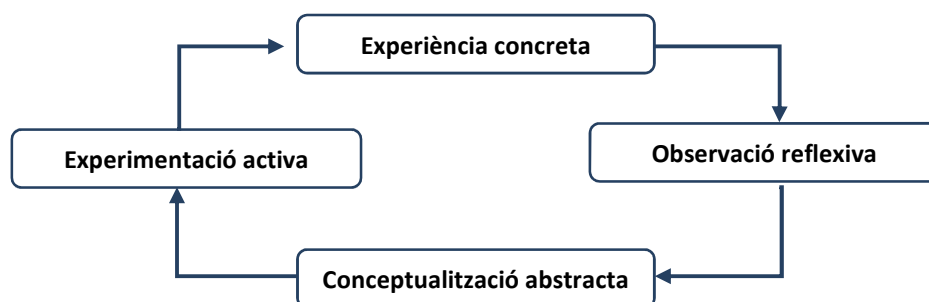 Experiència concreta
Experimentació activa
Observació reflexiva
Conceptualització abstracta